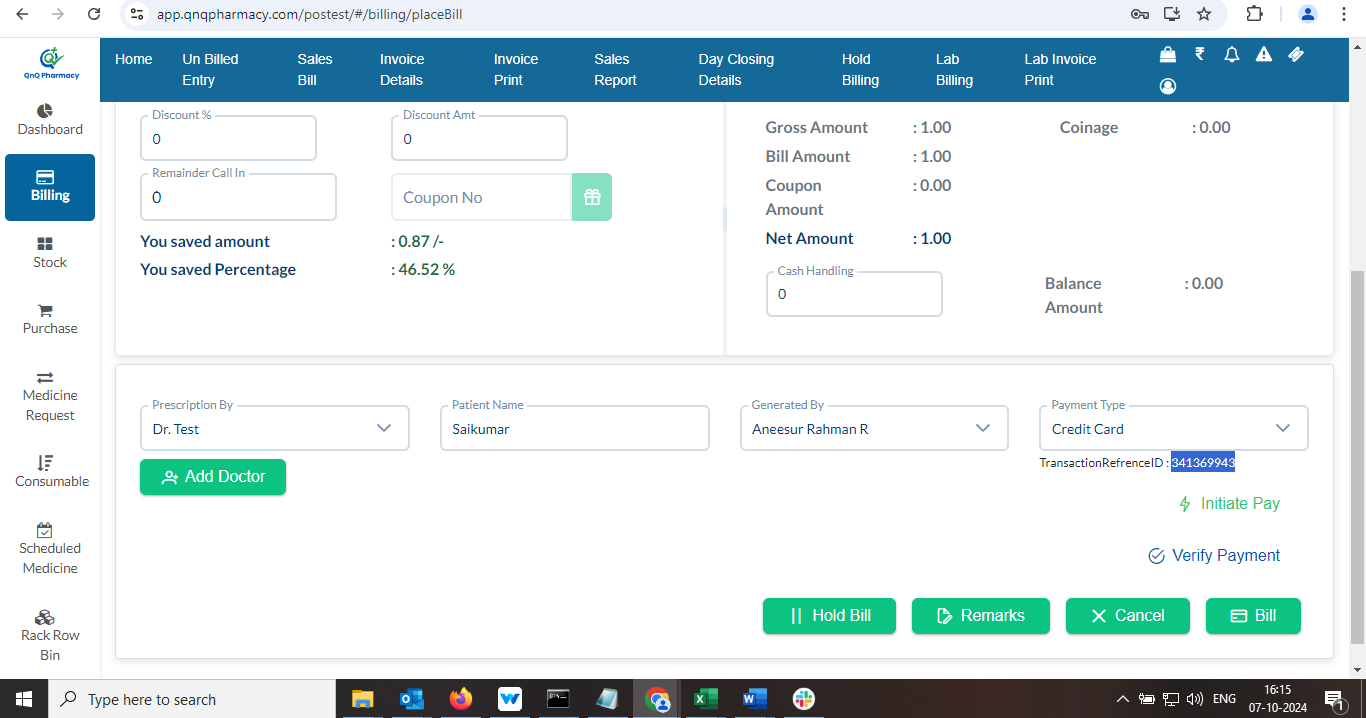 app.qnqpharmacy.com/postest/#/billing/placeBill
QnQ Pharmacy
Home
Un Billed
Entry
Sales
Bill
Invoice
Details
Invoice
Print
Sales
Report
Day Closing
Details
Hold
Billing
Lab
Billing
Lab Invoice
Print
Dashboard
Billing
Stock
Purchase
Medicine
Request
Consumable
Scheduled
Medicine
Rack Row
Bin
Discount %
0
Discount Amt
0
Remainder Call In
0
Coupon No
You saved amount : 0.87 /-
You saved Percentage : 46.52 %
Gross Amount : 1.00
Coinage : 0.00
Bill Amount : 1.00
Coupon : 0.00
Amount
Net Amount : 1.00
Cash Handling
0
Balance : 0.00
Amount
Prescription By
Dr. Test
Patient Name
Saikumar
Generated By
Aneesur Rahman R
Payment Type
Credit Card
TransactionRefrenceID : 341369943
Add Doctor
Initiate Pay
Verify Payment
Hold Bill
Remarks
Cancel
Bill
Type here to search
ENG
16:15
07-10-2024
1